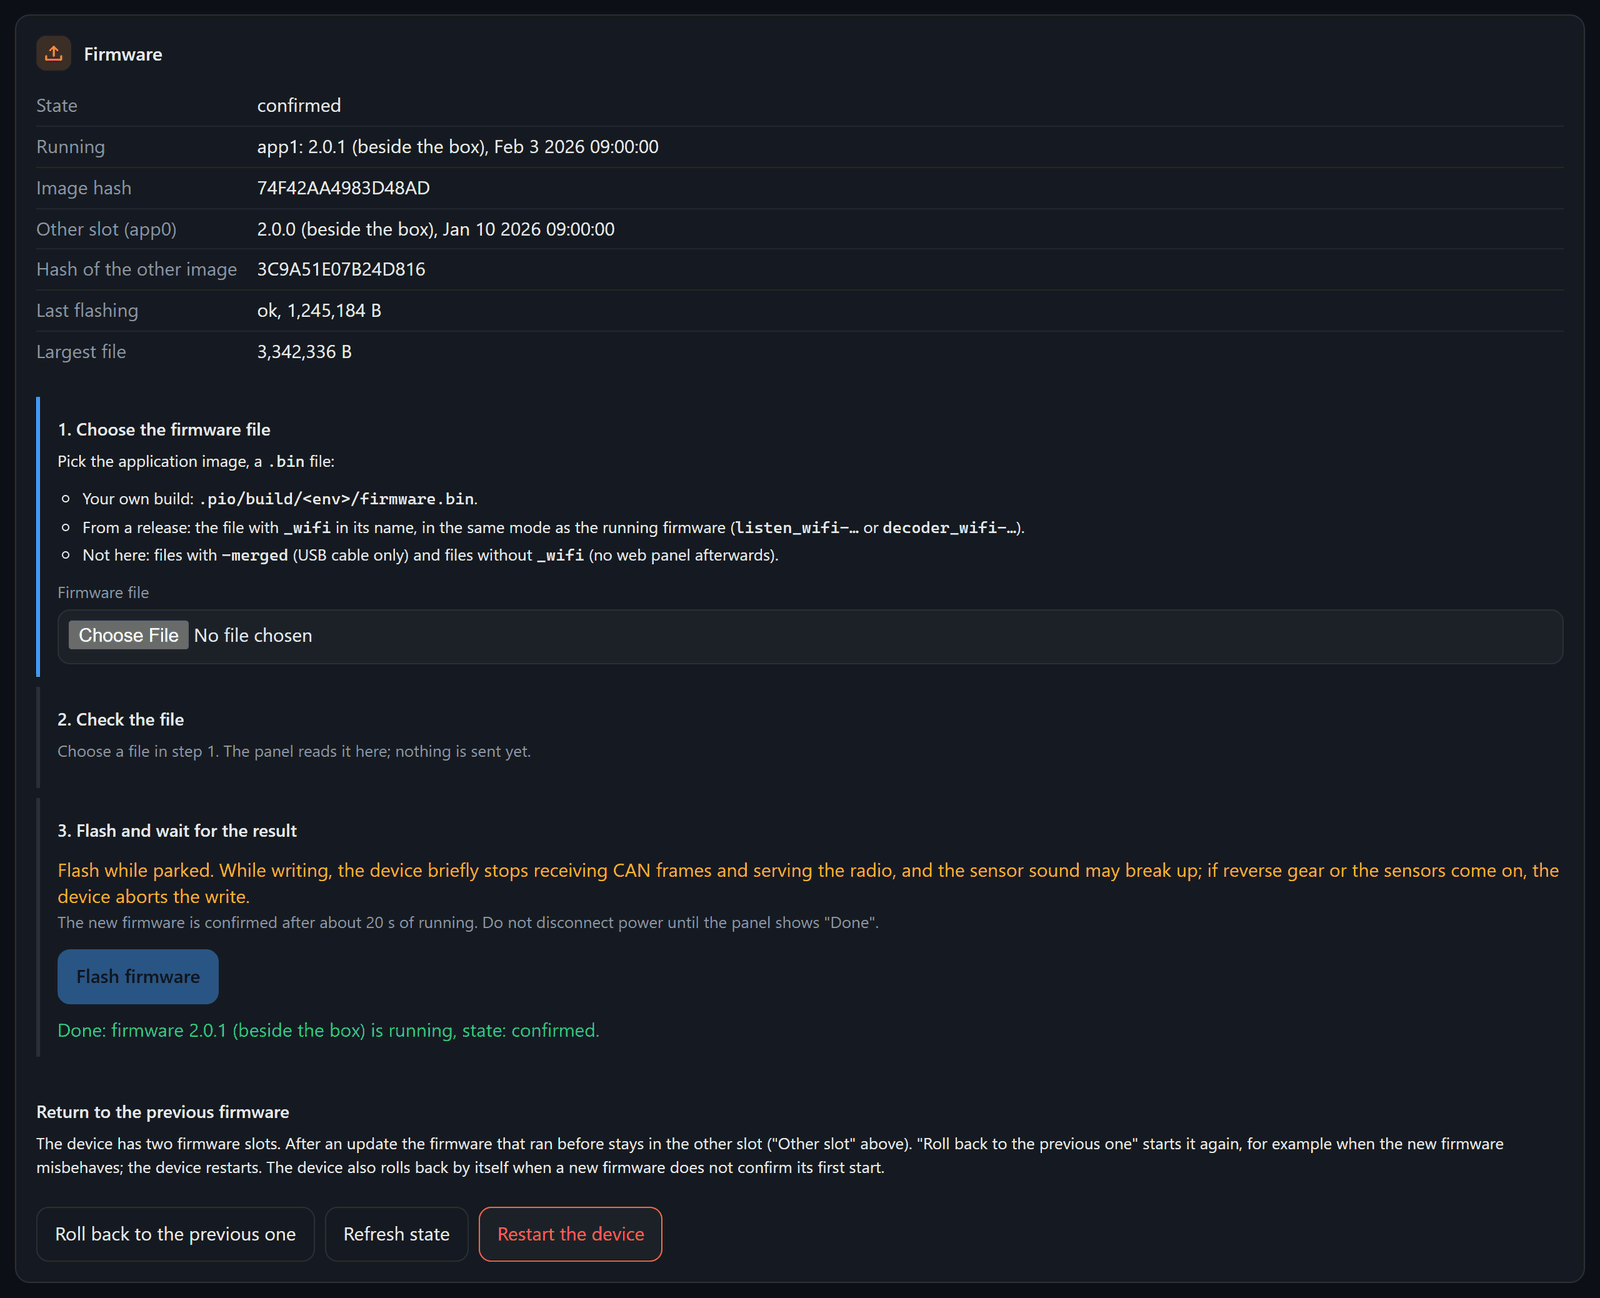 Firmware
State confirmed
Running app1: 2.0.1 (beside the box), Feb 3 2026 09:00:00
Image hash 74F42AA4983D48AD
Other slot (app0) 2.0.0 (beside the box), Jan 10 2026 09:00:00
Hash of the other image 3C9A51E07B24D816
Last flashing ok, 1,245,184 B
Largest file 3,342,336 B
1. Choose the firmware file
Pick the application image, a .bin file:
Your own build: .pio/build/<env>/firmware.bin.
From a release: the file with _wifi in its name, in the same mode as the running firmware (listen_wifi-… or decoder_wifi-…).
Not here: files with -merged (USB cable only) and files without _wifi (no web panel afterwards).
Firmware file
Choose File No file chosen
2. Check the file
Choose a file in step 1. The panel reads it here; nothing is sent yet.
3. Flash and wait for the result
Flash while parked. While writing, the device briefly stops receiving CAN frames and serving the radio, and the sensor sound may break up; if reverse gear or the sensors come on, the
device aborts the write.
The new firmware is confirmed after about 20 s of running. Do not disconnect power until the panel shows "Done".
Flash firmware
Done: firmware 2.0.1 (beside the box) is running, state: confirmed.
Return to the previous firmware
The device has two firmware slots. After an update the firmware that ran before stays in the other slot ("Other slot" above). "Roll back to the previous one" starts it again, for example when the new firmware
misbehaves; the device restarts. The device also rolls back by itself when a new firmware does not confirm its first start.
Roll back to the previous one Refresh state Restart the device